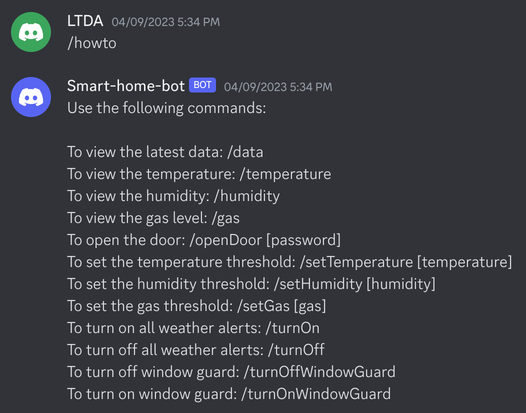 LTDA 04/09/2023 5:34 PM
/howto
Smart-home-bot BOT 04/09/2023 5:34 PM
Use the following commands:
To view the latest data: /data
To view the temperature: /temperature
To view the humidity: /humidity
To view the gas level: /gas
To open the door: /openDoor [password]
To set the temperature threshold: /setTemperature [temperature]
To set the humidity threshold: /setHumidity [humidity]
To set the gas threshold: /setGas [gas]
To turn on all weather alerts: /turnOn
To turn off all weather alerts: /turnOff
To turn off window guard: /turnOffWindowGuard
To turn on window guard: /turnOnWindowGuard